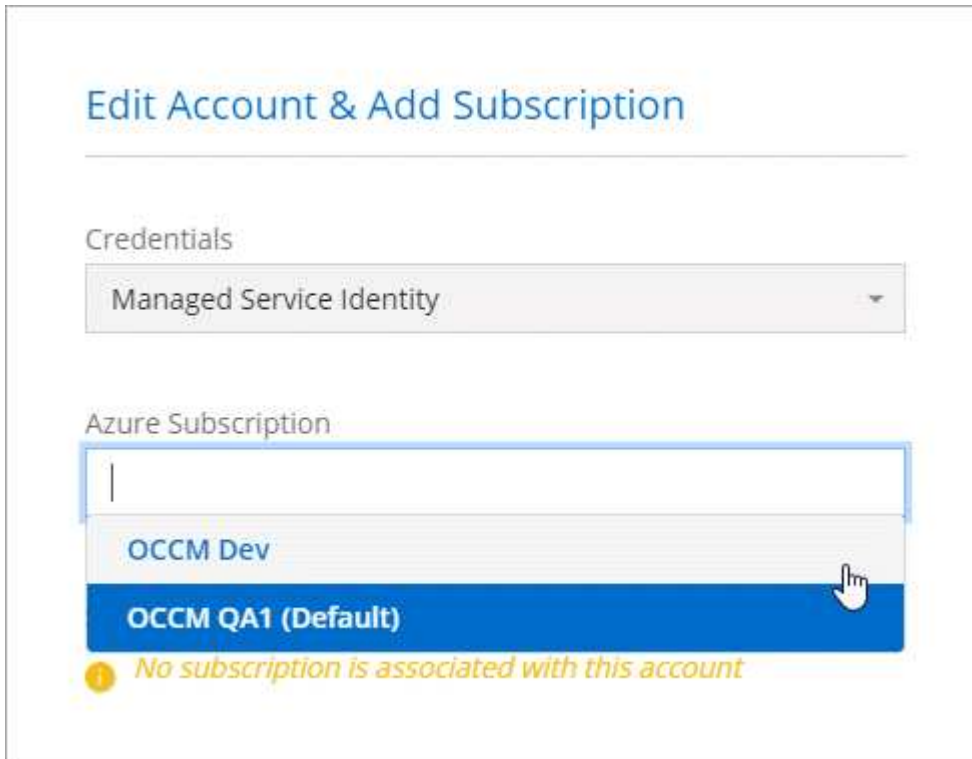 Edit Account & Add Subscription
Credentials
Managed Service Identity
Azure Subscription
OCCM Dev
OCCM QA1 (Default)
No subscription is associated with this account